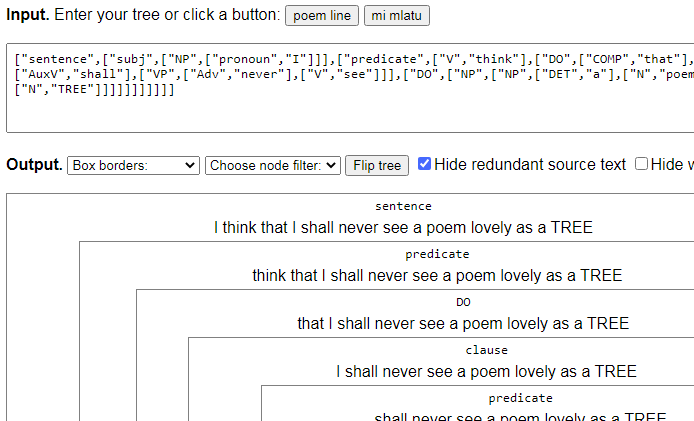 Input. Enter your tree or click a button: poem line mi mlatu
["sentence",["subj",["NP",["pronoun","I"]]],["predicate",["V","think"],["DO",["COMP","that"],
["AuxV","shall"],["VP",["Adv","never"],["V","see"]]],["DO",["NP",["NP",["DET","a"],["N","poem
["N","TREE"]]]]]]]]]]]
Output. Box borders: Choose node filter: Flip tree Hide redundant source text Hide w
sentence
I think that I shall never see a poem lovely as a TREE
predicate
think that I shall never see a poem lovely as a TREE
DO
that I shall never see a poem lovely as a TREE
clause
I shall never see a poem lovely as a TREE
predicate
shall never see a poem lovely as a TREE